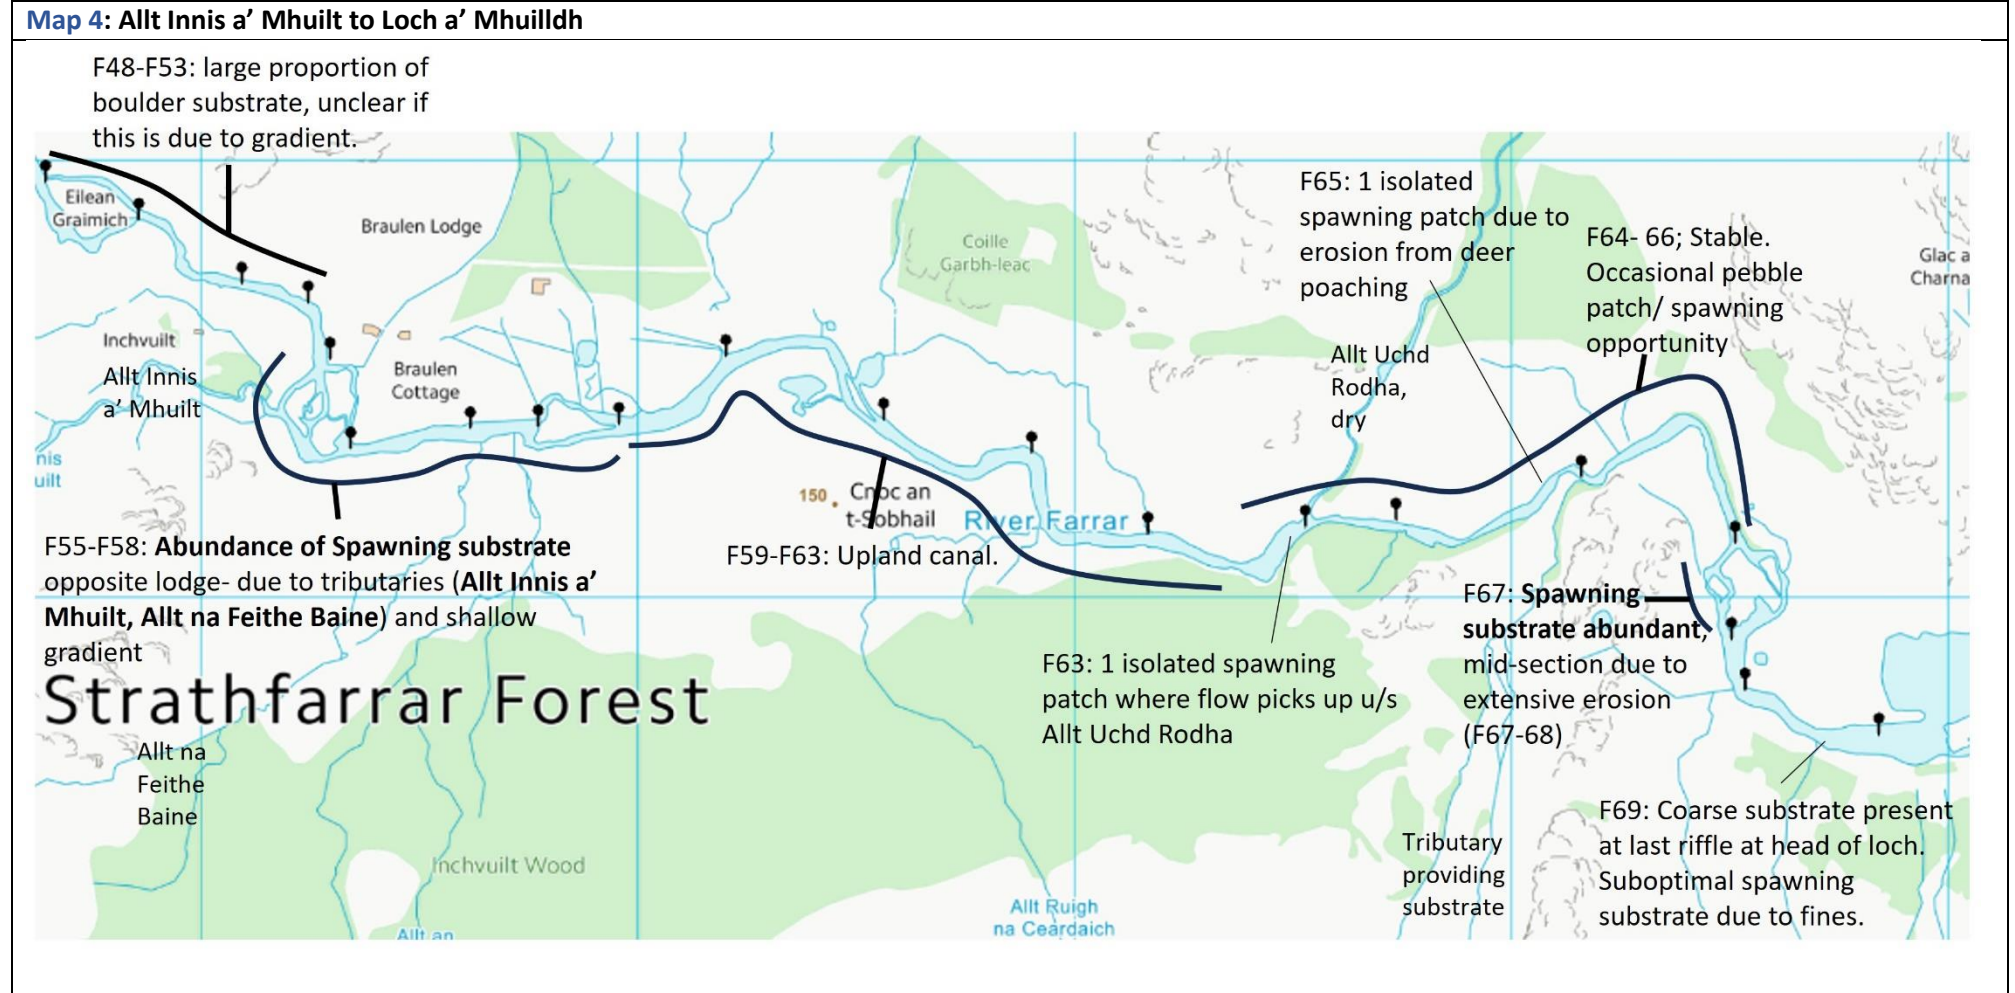 Map 4: Allt Innis a’ Mhuilt to Loch a’ Mhuilldh
F48-F53: large proportion of
boulder substrate, unclear if
this is due to gradient.
Eilean
Graimich
Braulen Lodge
Coille
Garbh-leac
F65: 1 isolated
spawning patch due to
erosion from deer
poaching
F64- 66; Stable.
Occasional pebble
patch/ spawning
opportunity
Glac a
Charna
Inchvuilt
Allt Innis
a’ Mhuilt
Braulen
Cottage
Allt Uchd
Rodha,
dry
nis
uilt
150
Cnoc an
t-Sobhail
River Farrar
F55-F58: Abundance of Spawning substrate
opposite lodge- due to tributaries (Allt Innis a’
Mhuilt, Allt na Feithe Baine) and shallow
gradient
F59-F63: Upland canal.
F67: Spawning
substrate abundant,
mid-section due to
extensive erosion
(F67-68)
F63: 1 isolated spawning
patch where flow picks up u/s
Allt Uchd Rodha
Strathfarrar Forest
Allt na
Feithe
Baine
Inchvuilt Wood
Allt an
Allt Ruigh
na Ceardaich
Tributary
providing
substrate
F69: Coarse substrate present
at last riffle at head of loch.
Suboptimal spawning
substrate due to fines.